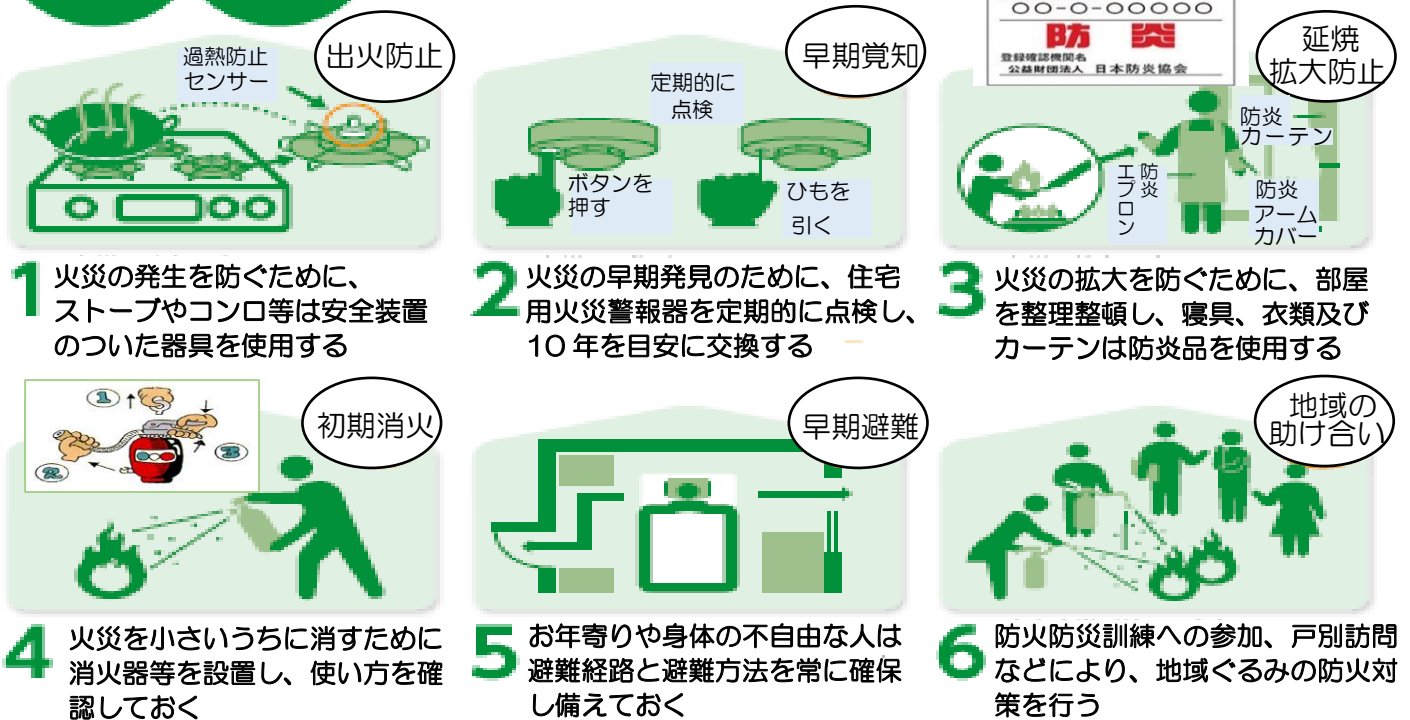 ○○-○-○○○○○
防 炎
登録確認機関名
公益財団法人 日本防炎協会
出火防止
過熱防止
センサー
早期覚知
定期的に
点検
ボタンを
押す
ひもを
引く
延焼
拡大防止
防炎
カーテン
防炎
エプロン
防炎
アーム
カバー
1 火災の発生を防ぐために、
ストーブやコンロ等は安全装置
のついた器具を使用する
2 火災の早期発見のために、住宅
用火災警報器を定期的に点検し、
10年を目安に交換する
3 火災の拡大を防ぐために、部屋
を整理整頓し、寝具、衣類及び
カーテンは防炎品を使用する
初期消火
1
2
3
早期避難
地域の
助け合い
4 火災を小さいうちに消すために
消火器等を設置し、使い方を確
認しておく
5 お年寄りや身体の不自由な人は
避難経路と避難方法を常に確保
し備えておく
6 防火防災訓練への参加、戸別訪問
などにより、地域ぐるみの防火対
策を行う